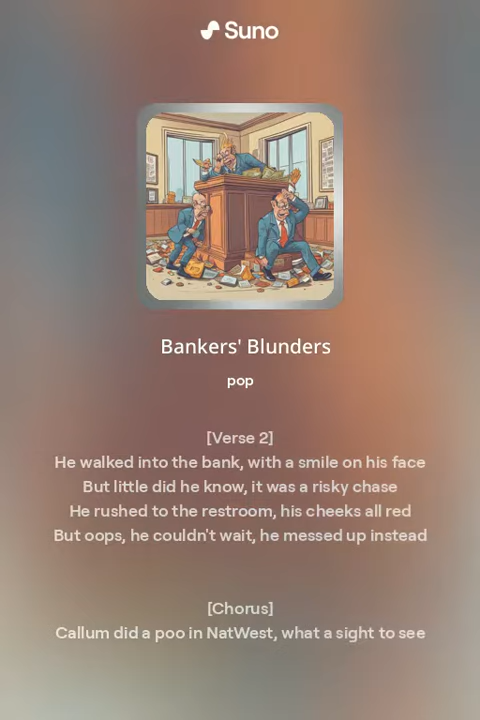 Suno
Bankers' Blunders
pop
[Verse 2]
He walked into the bank, with a smile on his face
But little did he know, it was a risky chase
He rushed to the restroom, his cheeks all red
But oops, he couldn't wait, he messed up instead
[Chorus]
Callum did a poo in NatWest, what a sight to see